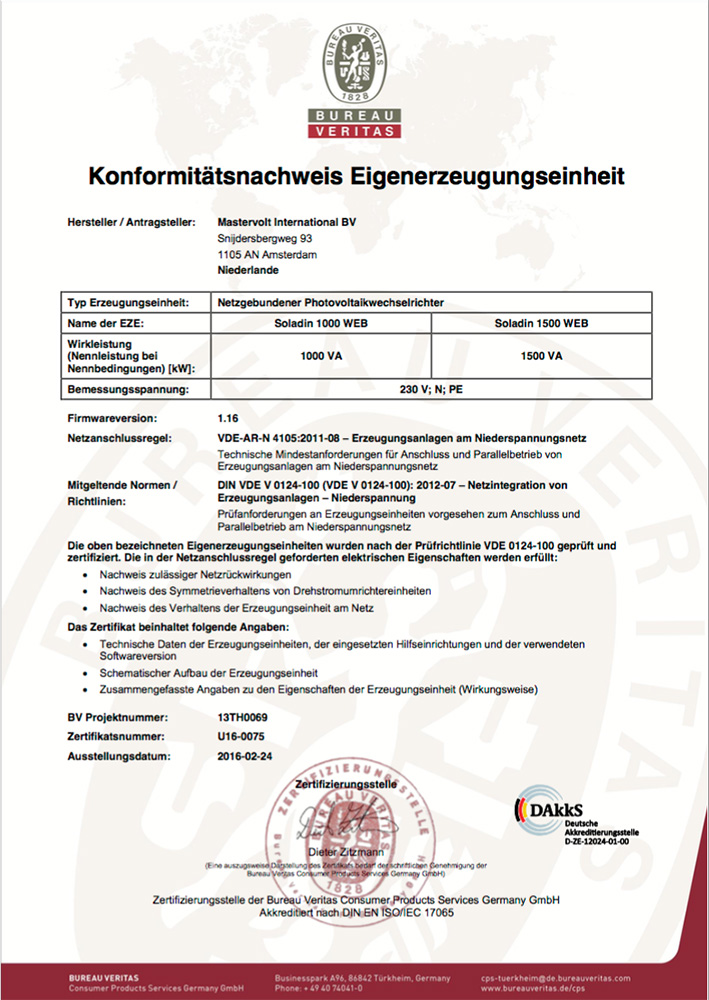 BUREAU VERITAS
1828
BUREAU
VERITAS
Konformitätsnachweis Eigenerzeugungseinheit
Hersteller / Antragsteller: Mastervolt International BV
Snijdersbergweg 93
1105 AN Amsterdam
Niederlande
Typ Erzeugungseinheit: Netzgebundener Photovoltaikwechselrichter
Name der EZE: Soladin 1000 WEB Soladin 1500 WEB
Wirkleistung
(Nennleistung bei
Nennbedingungen) [kW]: 1000 VA 1500 VA
Bemessungsspannung: 230 V; N; PE
Firmwareversion: 1.16
Netzanschlussregel: VDE-AR-N 4105:2011-08 – Erzeugungsanlagen am Niederspannungsnetz
Technische Mindestanforderungen für Anschluss und Parallelbetrieb von
Erzeugungsanlagen am Niederspannungsnetz
Mitgeltende Normen / DIN VDE V 0124-100 (VDE V 0124-100): 2012-07 – Netzintegration von
Richtlinien: Erzeugungsanlagen – Niederspannung
Prüfanforderungen an Erzeugungseinheiten vorgesehen zum Anschluss und
Parallelbetrieb am Niederspannungsnetz
Die oben bezeichneten Eigenerzeugungseinheiten wurden nach der Prüfrichtlinie VDE 0124-100 geprüft und
zertifiziert. Die in der Netzanschlussregel geforderten elektrischen Eigenschaften werden erfüllt:
• Nachweis zulässiger Netzrückwirkungen
• Nachweis des Symmetrieverhaltens von Drehstromumrichtereinheiten
• Nachweis des Verhaltens der Erzeugungseinheit am Netz
Das Zertifikat beinhaltet folgende Angaben:
• Technische Daten der Erzeugungseinheiten, der eingesetzten Hilfseinrichtungen und der verwendeten
Softwareversion
• Schematischer Aufbau der Erzeugungseinheit
• Zusammengefasste Angaben zu den Eigenschaften der Erzeugungseinheit (Wirkungsweise)
BV Projektnummer: 13TH0069
Zertifikatsnummer: U16-0075
Ausstellungsdatum: 2016-02-24
Zertifizierungsstelle
ZERTIFIZIERUNGSSTELLE
BUREAU VERITAS
1828
Dieter Zitzmann
(Eine auszugsweise Darstellung des Zertifikats bedarf der schriftlichen Genehmigung der
Bureau Veritas Consumer Products Services Germany GmbH)
DAkkS
Deutsche
Akkreditierungsstelle
D-ZE-12024-01-00
Zertifizierungsstelle der Bureau Veritas Consumer Products Services Germany GmbH
Akkreditiert nach DIN EN ISO/IEC 17065
BUREAU VERITAS
Consumer Products Services Germany GmbH
Businesspark A96, 86842 Türkheim, Germany
Phone: + 49 40 74041-0
cps-tuerkheim@de.bureauveritas.com
www.bureauveritas.de/cps